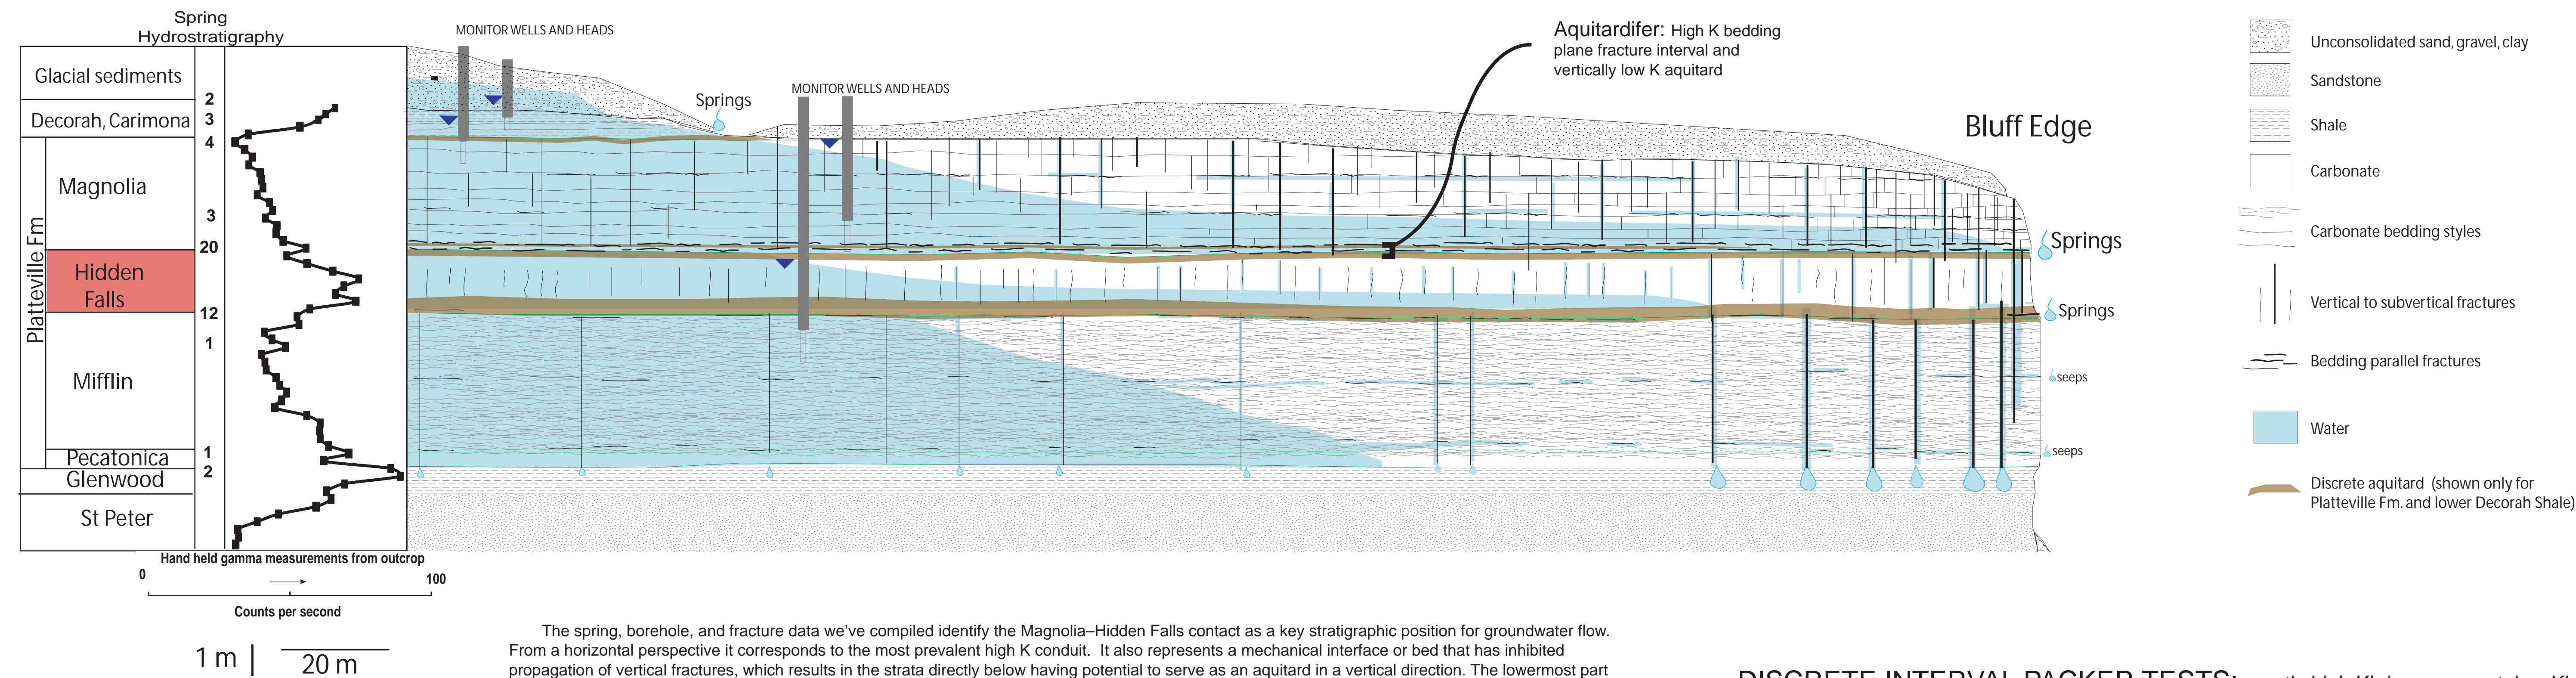 Spring
Hydrostratigraphy
MONITOR WELLS AND HEADS
Glacial sediments
2
Decorah, Carimona
3
4
Magnolia
3
20
Platteville Fm
Hidden
Falls
12
1
Mifflin
1
Pecatonica
2
Glenwood
St Peter
Hand held gamma measurements from outcrop
0
100
Counts per second
1 m
20 m
Springs
MONITOR WELLS AND HEADS
Aquitardifer: High K bedding
plane fracture interval and
vertically low K aquitard
Bluff Edge
Springs
Springs
seeps
seeps
Unconsolidated sand, gravel, clay
Sandstone
Shale
Carbonate
Carbonate bedding styles
Vertical to subvertical fractures
Bedding parallel fractures
Water
Discrete aquitard (shown only for
Platteville Fm. and lower Decorah Shale)
The spring, borehole, and fracture data we've compiled identify the Magnolia–Hidden Falls contact as a key stratigraphic position for groundwater flow.
From a horizontal perspective it corresponds to the most prevalent high K conduit. It also represents a mechanical interface or bed that has inhibited
propagation of vertical fractures, which results in the strata directly below having potential to serve as an aquitard in a vertical direction. The lowermost part
DISCRETE INTERVAL PACKER TESTS: